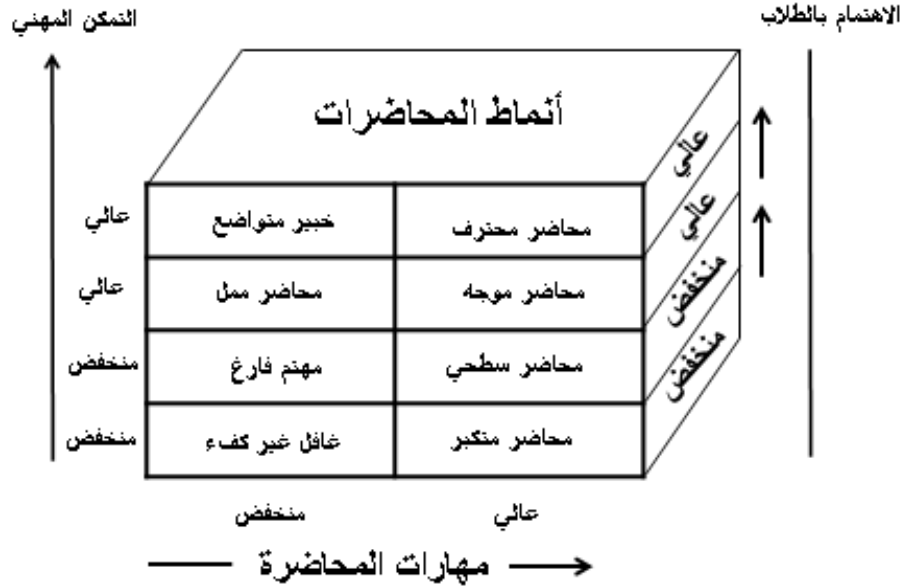 الاهتمام بالطلاب
التمكن المهني
أنماط المحاضرات
عالي
عالي
منخفض
منخفض
محاضر محترف
خبير متواضع
عالي
محاضر موجه
محاضر ممل
عالي
محاضر سطحي
مهتم فارغ
منخفض
محاضر متكبر
غافل غير كفء
منخفض
عالي
منخفض
مهارات المحاضرة